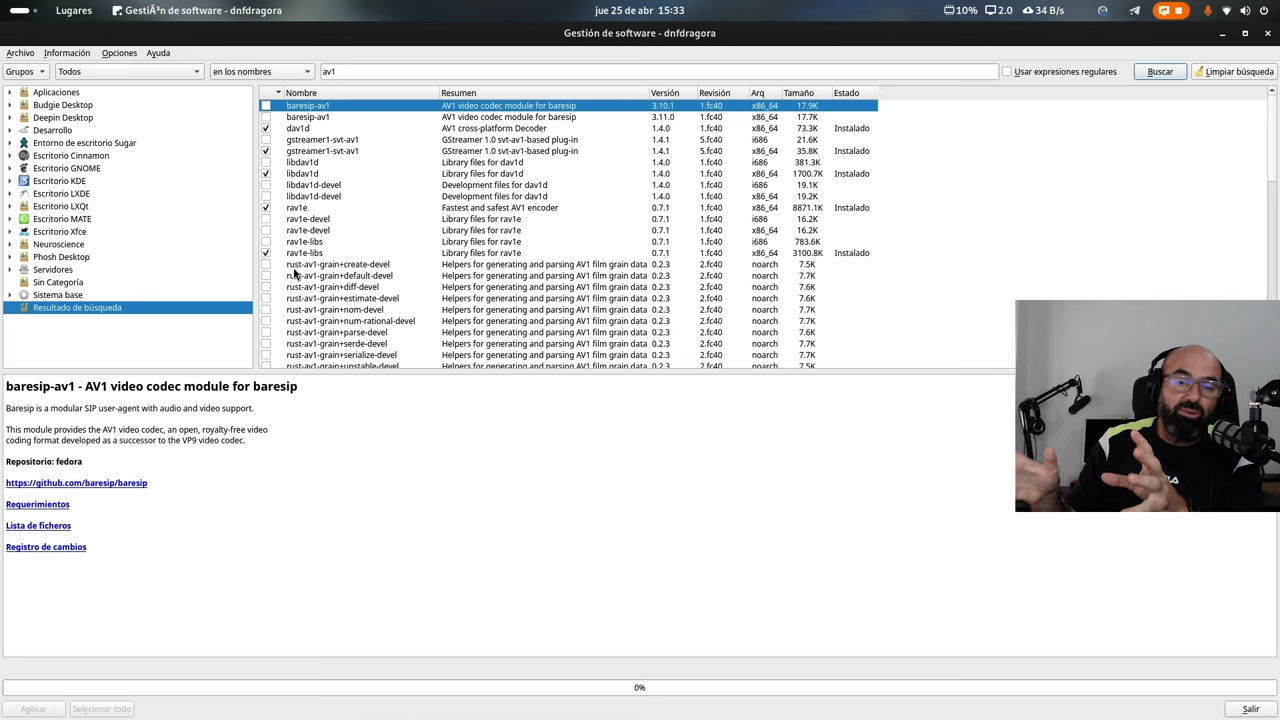 Lugares GestiÃ³n de software - dnfdragora jue 25 de abr 15:33 10% 2.0 34 B/s
Gestión de software - dnfdragora
Archivo Información Opciones Ayuda
Grupos Todos en los nombres av1 Usar expresiones regulares Buscar Limpiar búsqueda
Aplicaciones
Budgie Desktop
Deepin Desktop
Desarrollo
Entorno de escritorio Sugar
Escritorio Cinnamon
Escritorio GNOME
Escritorio KDE
Escritorio LXDE
Escritorio LXQt
Escritorio MATE
Escritorio Xfce
Neuroscience
Phosh Desktop
Servidores
Sin Categoría
Sistema base
Resultado de búsqueda
Nombre Resumen Versión Revisión Arq Tamaño Estado
baresip-av1 AV1 video codec module for baresip 3.10.1 1.fc40 x86_64 17.9K
baresip-av1 AV1 video codec module for baresip 3.11.0 1.fc40 x86_64 17.7K
dav1d AV1 cross-platform Decoder 1.4.0 1.fc40 x86_64 73.3K Instalado
gstreamer1-svt-av1 GStreamer 1.0 svt-av1-based plug-in 1.4.1 5.fc40 i686 21.6K
gstreamer1-svt-av1 GStreamer 1.0 svt-av1-based plug-in 1.4.1 5.fc40 x86_64 35.8K Instalado
libdav1d Library files for dav1d 1.4.0 1.fc40 i686 381.3K
libdav1d Library files for dav1d 1.4.0 1.fc40 x86_64 1700.7K Instalado
libdav1d-devel Development files for dav1d 1.4.0 1.fc40 i686 19.1K
libdav1d-devel Development files for dav1d 1.4.0 1.fc40 x86_64 19.2K
rav1e Fastest and safest AV1 encoder 0.7.1 1.fc40 x86_64 8871.1K Instalado
rav1e-devel Library files for rav1e 0.7.1 1.fc40 i686 16.2K
rav1e-devel Library files for rav1e 0.7.1 1.fc40 x86_64 16.2K
rav1e-libs Library files for rav1e 0.7.1 1.fc40 i686 783.6K
rav1e-libs Library files for rav1e 0.7.1 1.fc40 x86_64 3100.8K Instalado
rust-av1-grain+create-devel Helpers for generating and parsing AV1 film grain data 0.2.3 2.fc40 noarch 7.5K
rust-av1-grain+default-devel Helpers for generating and parsing AV1 film grain data 0.2.3 2.fc40 noarch 7.7K
rust-av1-grain+diff-devel Helpers for generating and parsing AV1 film grain data 0.2.3 2.fc40 noarch 7.6K
rust-av1-grain+estimate-devel Helpers for generating and parsing AV1 film grain data 0.2.3 2.fc40 noarch 7.6K
rust-av1-grain+nom-devel Helpers for generating and parsing AV1 film grain data 0.2.3 2.fc40 noarch 7.7K
rust-av1-grain+num-rational-devel Helpers for generating and parsing AV1 film grain data 0.2.3 2.fc40 noarch 7.7K
rust-av1-grain+parse-devel Helpers for generating and parsing AV1 film grain data 0.2.3 2.fc40 noarch 7.6K
rust-av1-grain+serde-devel Helpers for generating and parsing AV1 film grain data 0.2.3 2.fc40 noarch 7.7K
rust-av1-grain+serialize-devel Helpers for generating and parsing AV1 film grain data 0.2.3 2.fc40 noarch 7.7K
rust-av1-grain+unstable-devel Helpers for generating and parsing AV1 film grain data 0.2.3 2.fc40 noarch 7.5K
baresip-av1 - AV1 video codec module for baresip
Baresip is a modular SIP user-agent with audio and video support.
This module provides the AV1 video codec, an open, royalty-free video
coding format developed as a successor to the VP9 video codec.
Repositorio: fedora
https://github.com/baresip/baresip
Requerimientos
Lista de ficheros
Registro de cambios
0%
Aplicar Selecionar todo Salir